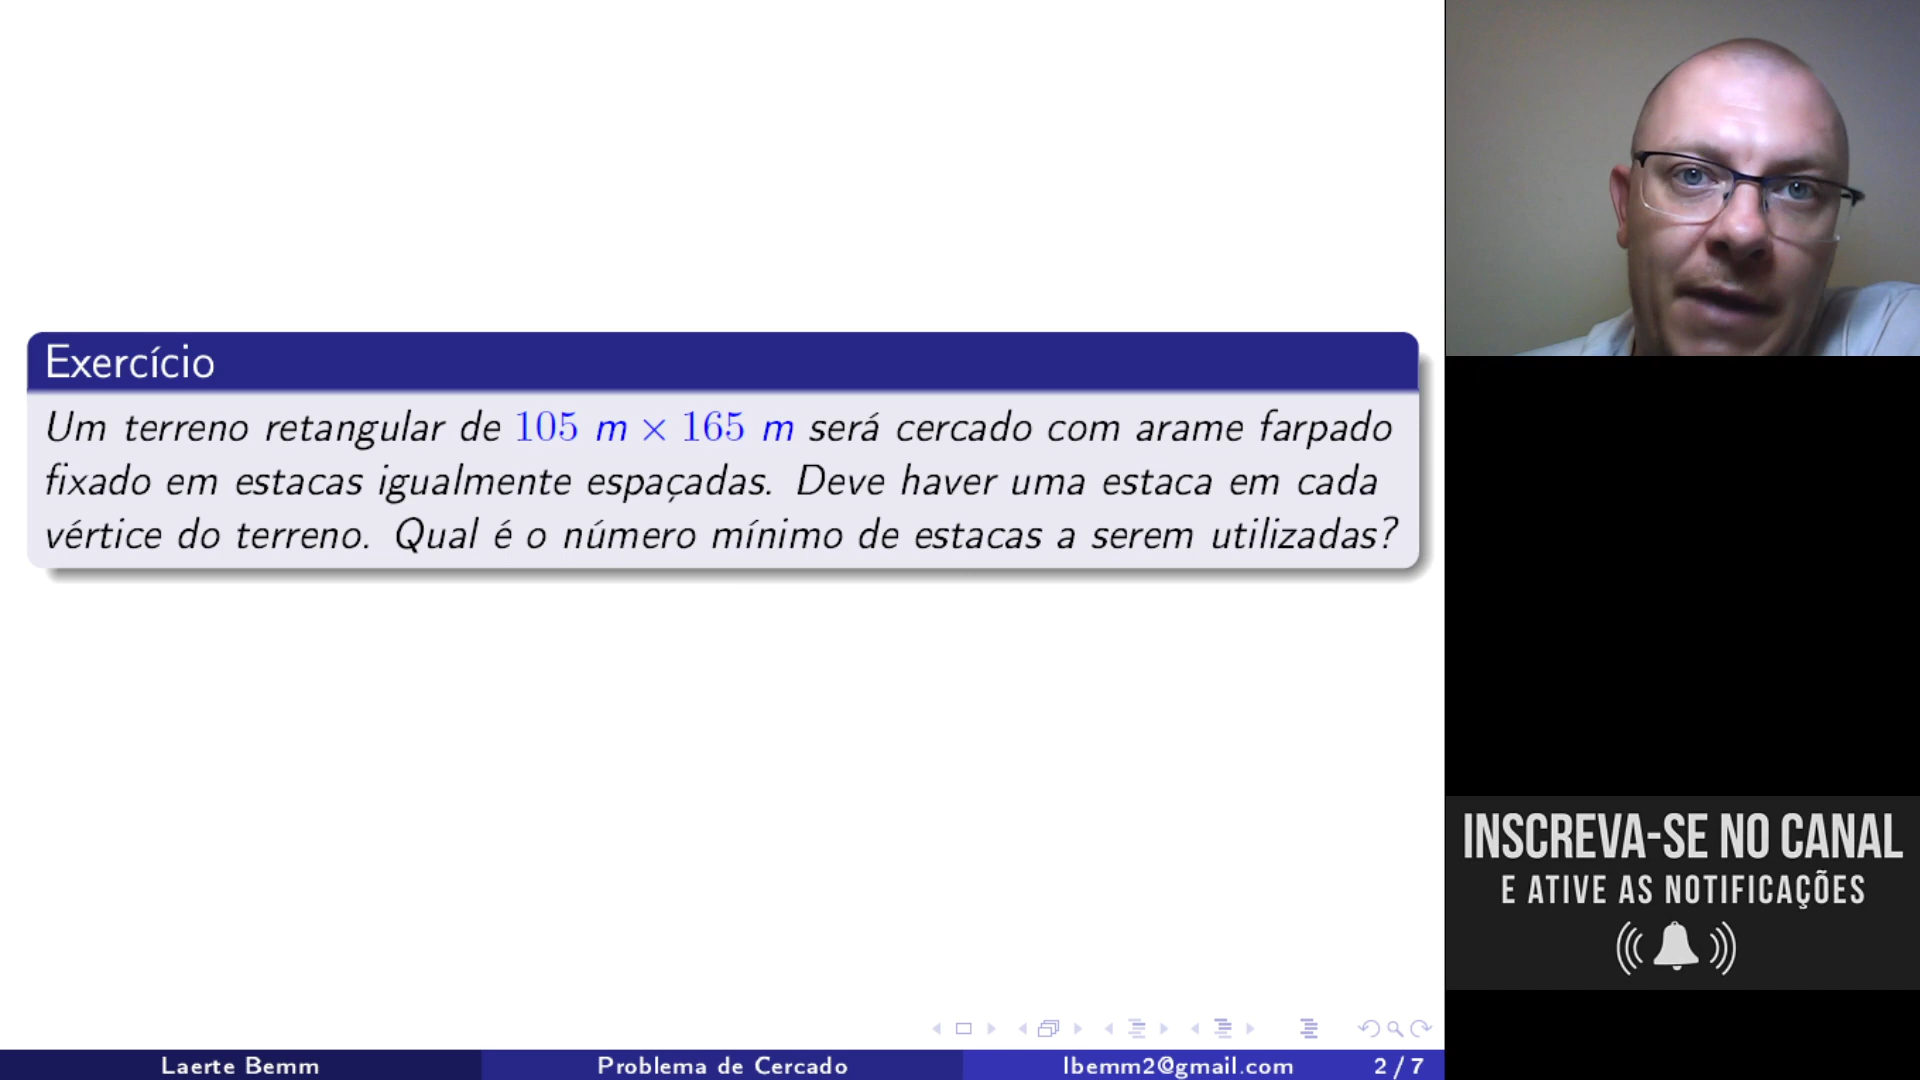 Exercício
Um terreno retangular de 105 m × 165 m será cercado com arame farpado
fixado em estacas igualmente espaçadas. Deve haver uma estaca em cada
vértice do terreno. Qual é o número mínimo de estacas a serem utilizadas?
INSCREVA-SE NO CANAL
E ATIVE AS NOTIFICAÇÕES
Laerte Bemm Problema de Cercado lbemm2@gmail.com 2 / 7